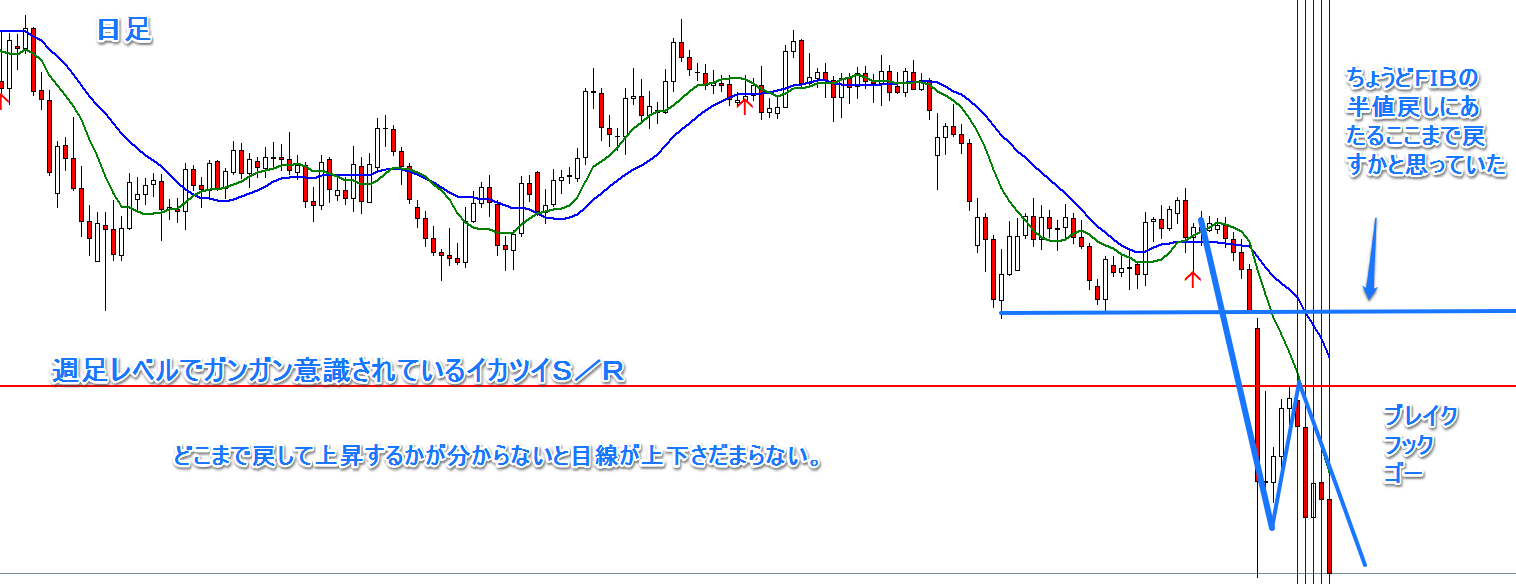 日足
ちょうどFIBの
半値戻しにあ
たるここまで戻
すかと思っていた
週足レベルでガンガン意識されているイカツイS／R
ブレイク
フック
ゴー
どこまで戻して上昇するかが分からないと目線が上下さだまらない。